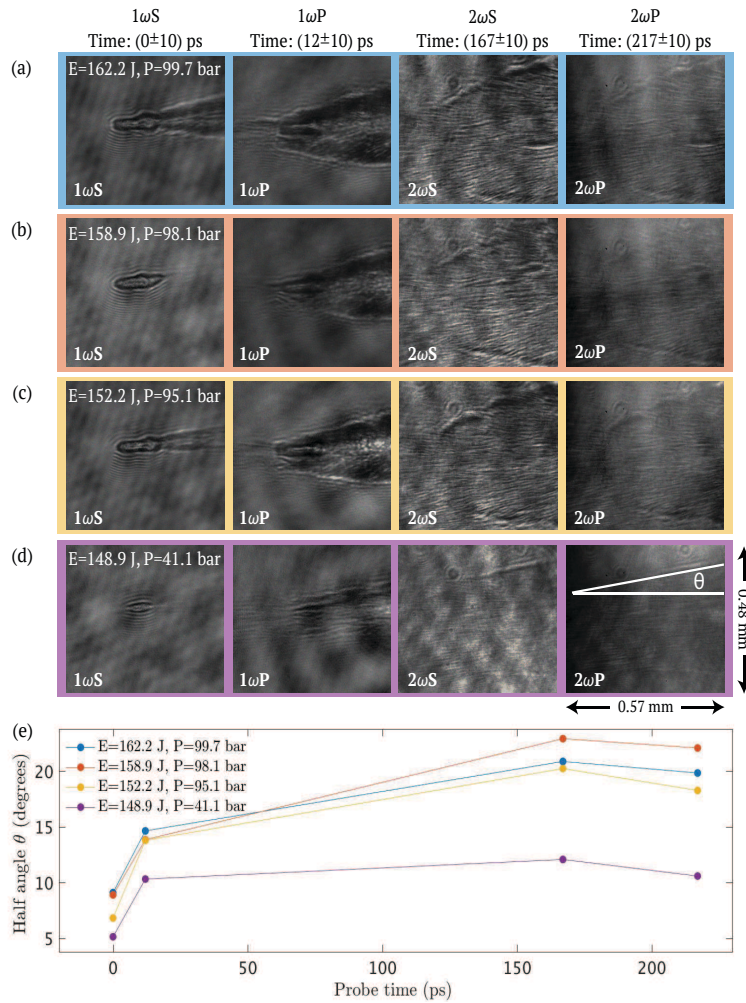 1ωS 1ωP 2ωS 2ωP
Time: (0±10) ps Time: (12±10) ps Time: (167±10) ps Time: (217±10) ps
(a)
E=162.2 J, P=99.7 bar
1ωS 1ωP 2ωS 2ωP
(b)
E=158.9 J, P=98.1 bar
1ωS 1ωP 2ωS 2ωP
(c)
E=152.2 J, P=95.1 bar
1ωS 1ωP 2ωS 2ωP
(d)
E=148.9 J, P=41.1 bar
θ
1ωS 1ωP 2ωS 2ωP
0.48 mm
0.57 mm
(e)
E=162.2 J, P=99.7 bar
E=158.9 J, P=98.1 bar
E=152.2 J, P=95.1 bar
E=148.9 J, P=41.1 bar
Half angle θ (degrees)
20
15
10
5
0 50 100 150 200
Probe time (ps)